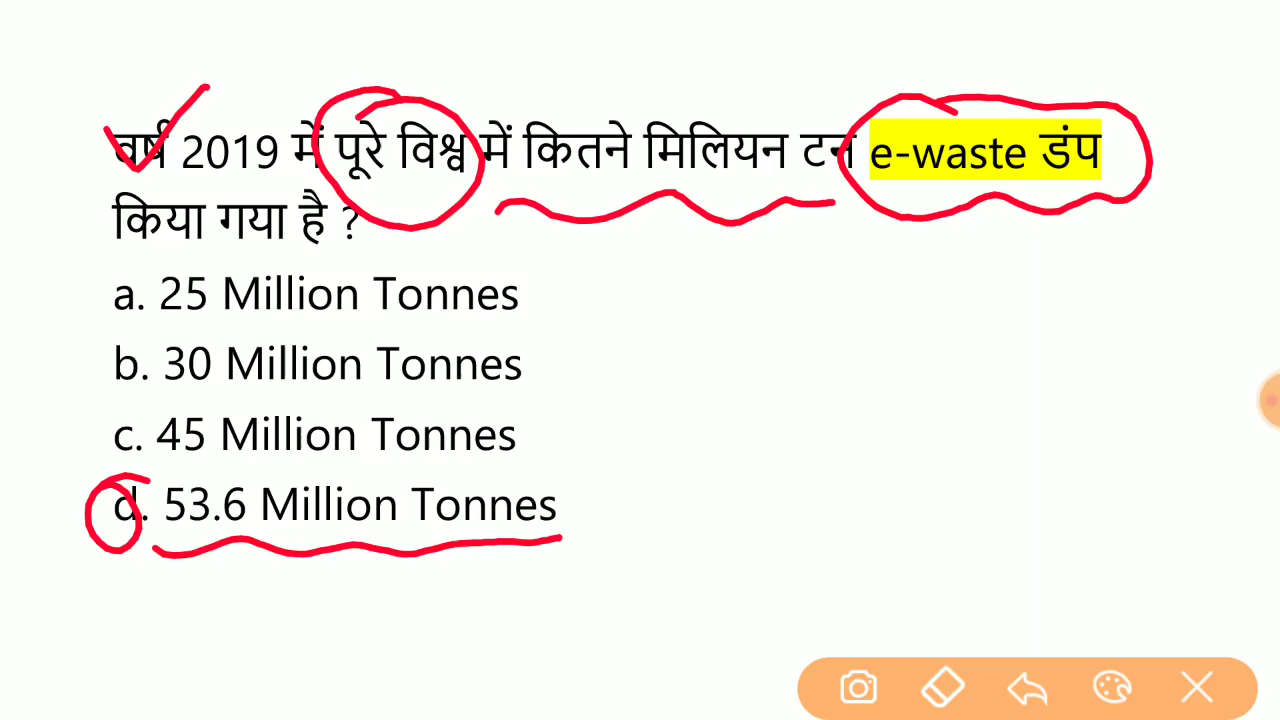 वर्ष 2019 में पूरे विश्व में कितने मिलियन टन e-waste डंप
किया गया है ?
a. 25 Million Tonnes
b. 30 Million Tonnes
c. 45 Million Tonnes
d. 53.6 Million Tonnes